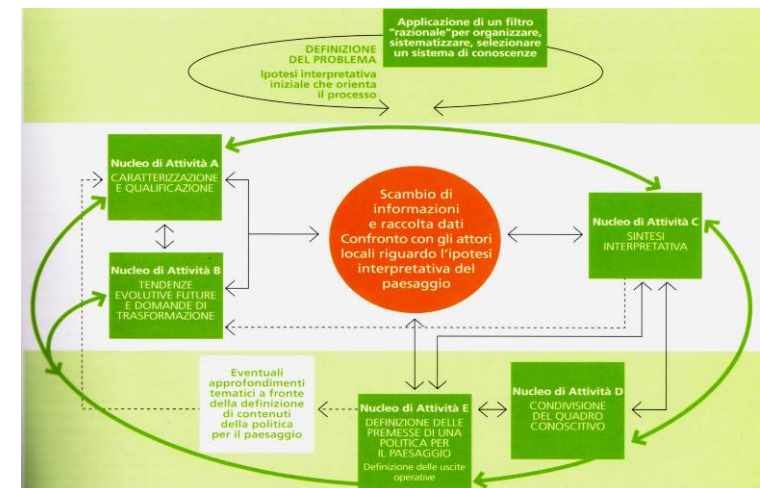 Applicazione di un filtro
"razionale"per organizzare,
sistematizzare, selezionare
un sistema di conoscenze
DEFINIZIONE
DEL PROBLEMA
Ipotesi interpretativa
iniziale che orienta
il processo
Nucleo di Attività A
CARATTERIZZAZIONE
E QUALIFICAZIONE
Scambio di
informazioni
e raccolta dati
Confronto con gli attori
locali riguardo l'ipotesi
interpretativa del
paesaggio
Nucleo di Attività C
SINTESI
INTERPRETATIVA
Nucleo di Attività B
TENDENZE
EVOLUTIVE FUTURE
E DOMANDE DI
TRASFORMAZIONE
Eventuali
approfondimenti
tematici a fronte
della definizione
di contenuti
della politica
per il paesaggio
Nucleo di Attività E
DEFINIZIONE DELLE
PREMESSE DI UNA
POLITICA PER
IL PAESAGGIO
Definizione delle uscite
operative
Nucleo di Attività D
CONDIVISIONE
DEL QUADRO
CONOSCITIVO